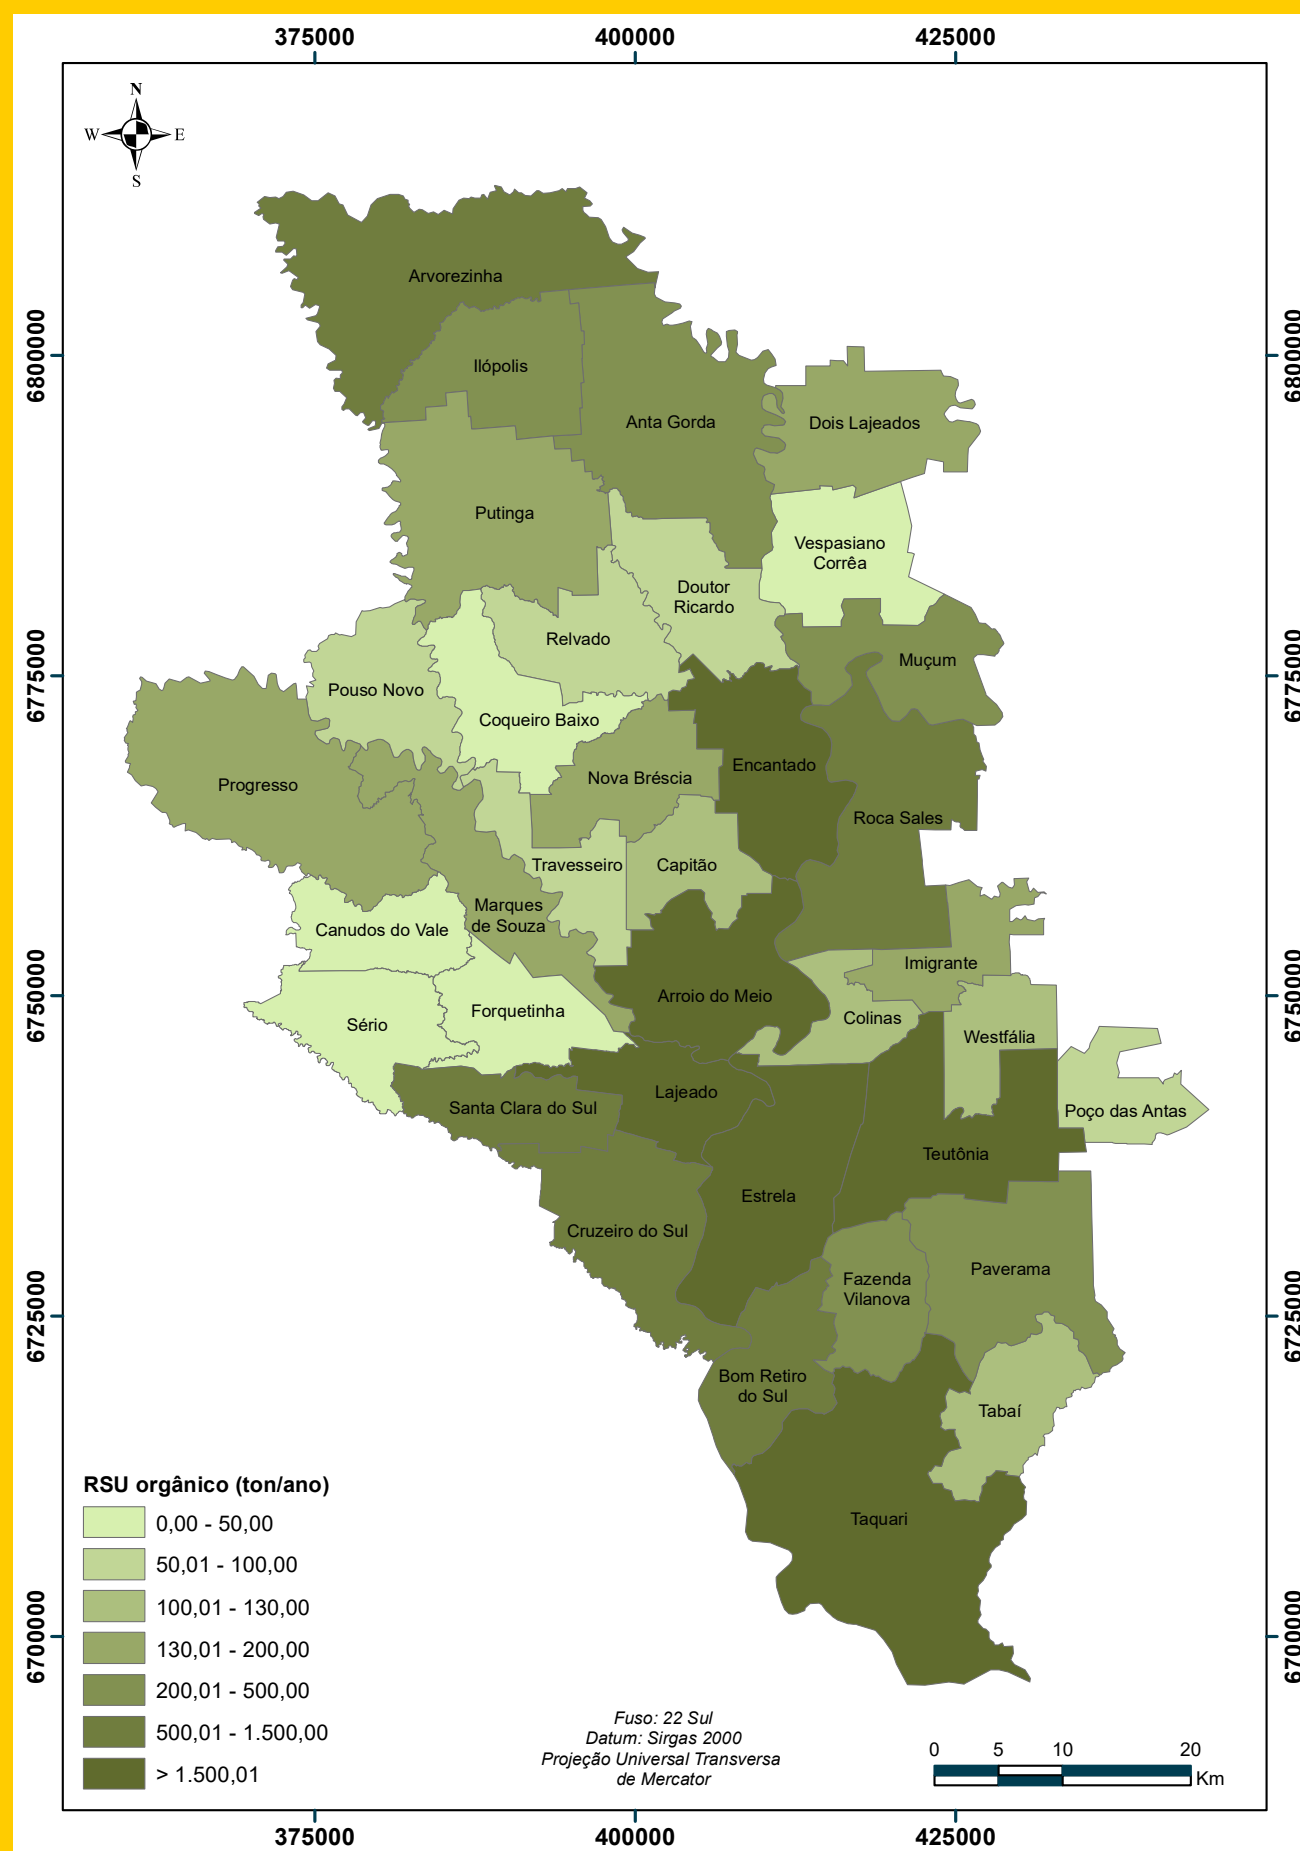 375000
400000
425000
N
W
E
S
Arvorezinha
6800000
6800000
Ilópolis
Anta Gorda
Dois Lajeados
Putinga
Vespasiano
Corrêa
Doutor
Ricardo
Relvado
Muçum
6775000
6775000
Pouso Novo
Coqueiro Baixo
Encantado
Nova Bréscia
Progresso
Roca Sales
Travesseiro
Capitão
Marques
de Souza
Canudos do Vale
Imigrante
6750000
6750000
Arroio do Meio
Forquetinha
Colinas
Sério
Westfália
Lajeado
Santa Clara do Sul
Poço das Antas
Teutônia
Estrela
Cruzeiro do Sul
Paverama
Fazenda
Vilanova
6725000
6725000
Bom Retiro
do Sul
Tabaí
Taquari
RSU orgânico (ton/ano)
0,00 - 50,00
50,01 - 100,00
100,01 - 130,00
130,01 - 200,00
200,01 - 500,00
500,01 - 1.500,00
> 1.500,01
6700000
6700000
Fuso: 22 Sul
Datum: Sirgas 2000
Projeção Universal Transversa
de Mercator
0 5 10 20
Km
375000
400000
425000